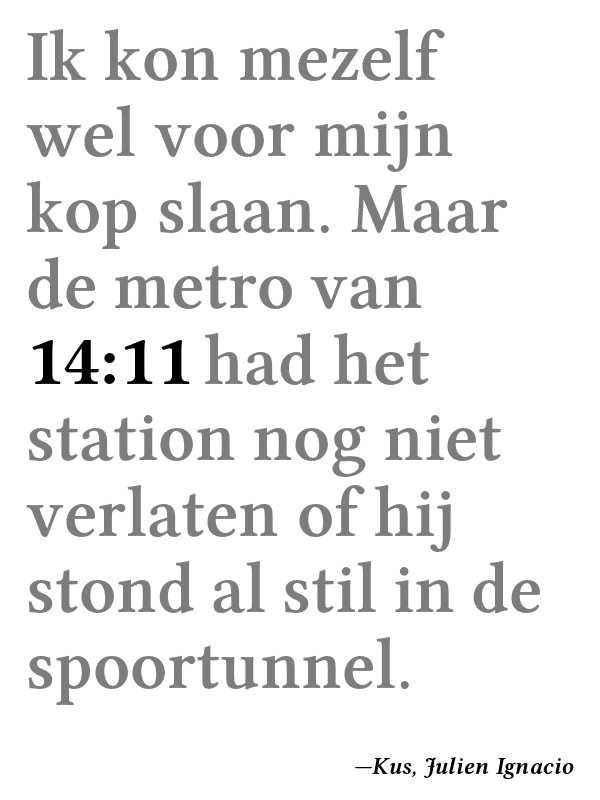 Ik kon mezelf
wel voor mijn
kop slaan. Maar
de metro van
14:11 had het
station nog niet
verlaten of hij
stond al stil in de
spoortunnel.
—Kus, Julien Ignacio